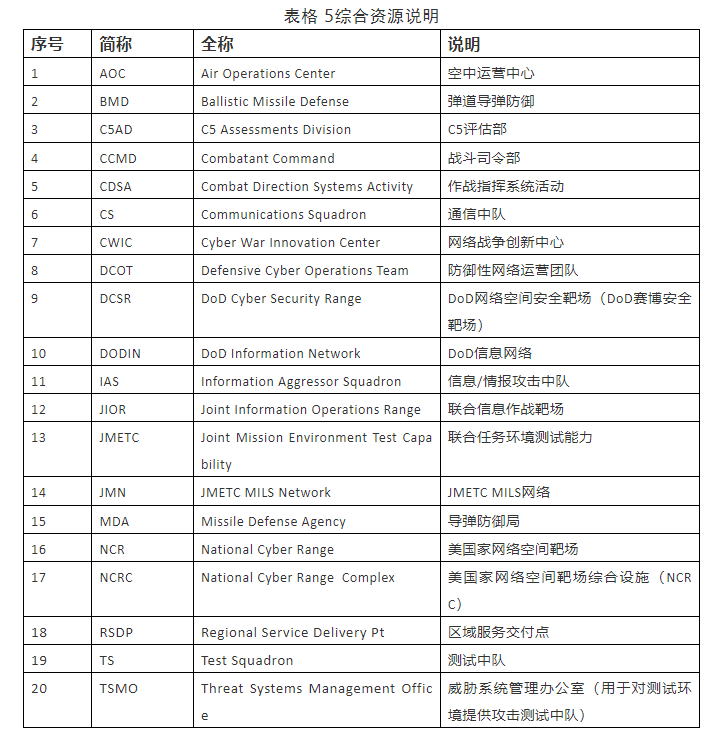 表格 5综合资源说明
序号 简称 全称 说明
1 AOC Air Operations Center 空中运营中心
2 BMD Ballistic Missile Defense 弹道导弹防御
3 C5AD C5 Assessments Division C5评估部
4 CCMD Combatant Command 战斗司令部
5 CDSA Combat Direction Systems Activity 作战指挥系统活动
6 CS Communications Squadron 通信中队
7 CWIC Cyber War Innovation Center 网络战争创新中心
8 DCOT Defensive Cyber Operations Team 防御性网络运营团队
9 DCSR DoD Cyber Security Range DoD网络空间安全靶场（DoD赛博安全
靶场）
10 DODIN DoD Information Network DoD信息网络
11 IAS Information Aggressor Squadron 信息/情报攻击中队
12 JIOR Joint Information Operations Range 联合信息作战靶场
13 JMETC Joint Mission Environment Test Capa 联合任务环境测试能力
bility
14 JMN JMETC MILS Network JMETC MILS网络
15 MDA Missile Defense Agency 导弹防御局
16 NCR National Cyber Range 美国家网络空间靶场
17 NCRC National Cyber Range Complex 美国家网络空间靶场综合设施（NCR
C）
18 RSDP Regional Service Delivery Pt 区域服务交付点
19 TS Test Squadron 测试中队
20 TSMO Threat Systems Management Offic 威胁系统管理办公室（用于对测试环
e 境提供攻击测试中队）